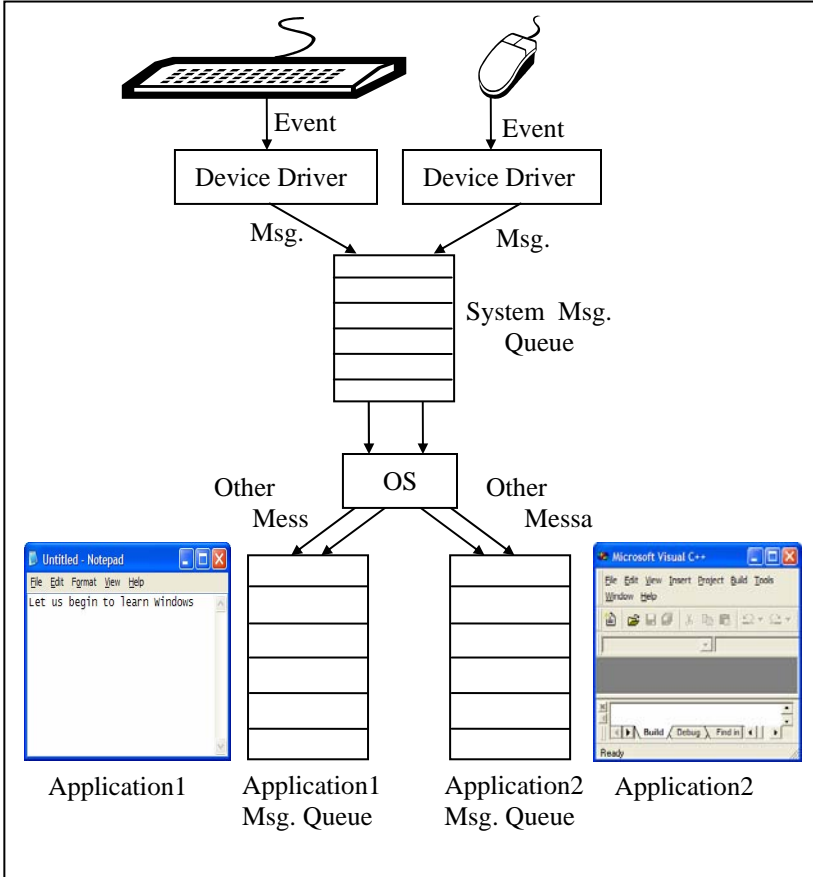 Event
Event
Device Driver
Device Driver
Msg.
Msg.
System Msg.
Queue
OS
Other
Mess
Other
Messa
Untitled - Notepad
File Edit Format View Help
Let us begin to learn Windows
Microsoft Visual C++
File Edit View Insert Project Build Tools
Window Help
Build Debug Find in
Ready
Application1
Application1
Msg. Queue
Application2
Msg. Queue
Application2